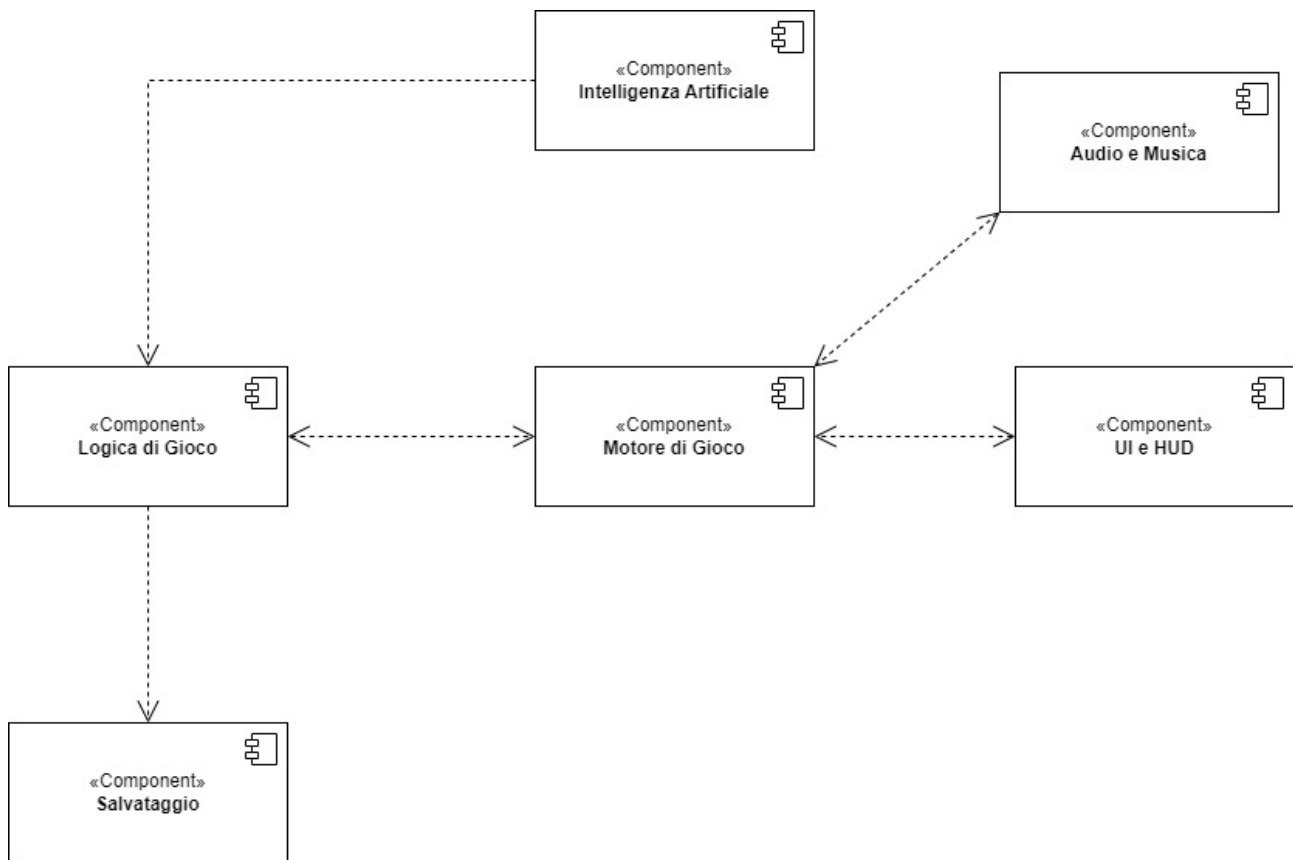 «Component»
Intelligenza Artificiale
«Component»
Audio e Musica
«Component»
Logica di Gioco
«Component»
Motore di Gioco
«Component»
UI e HUD
«Component»
Salvataggio